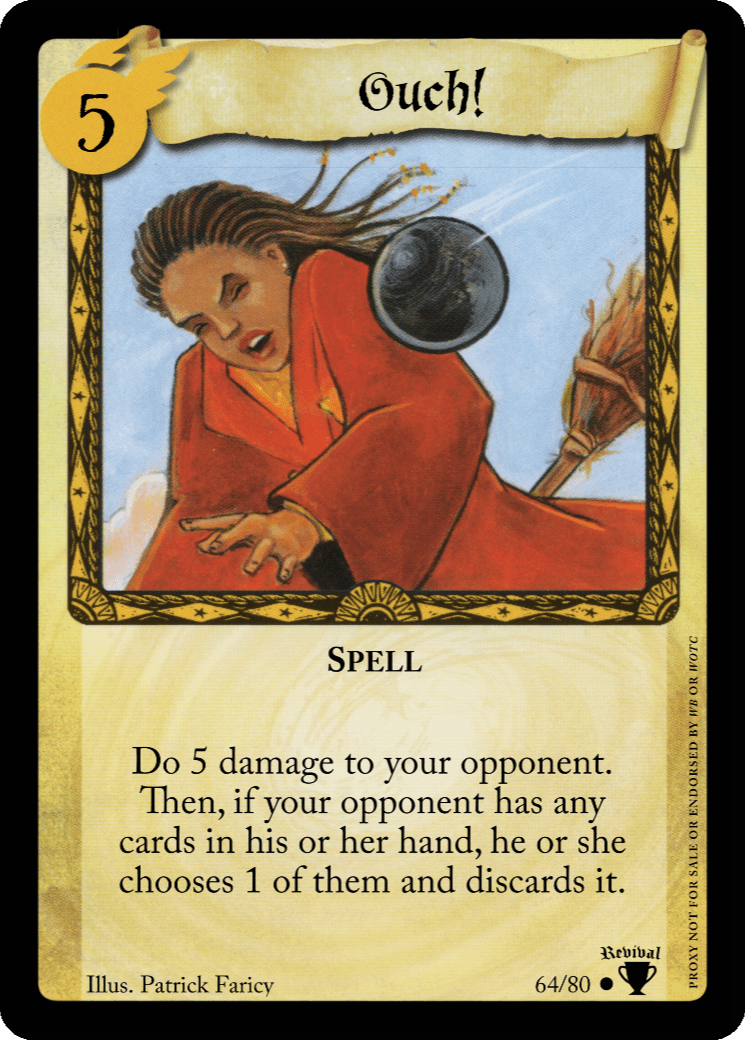 5
Ouch!
SPELL
Do 5 damage to your opponent.
Then, if your opponent has any
cards in his or her hand, he or she
chooses 1 of them and discards it.
Illus. Patrick Faricy
64/80
Revival
PROXY NOT FOR SALE OR ENDORSED BY WB OR WOTC